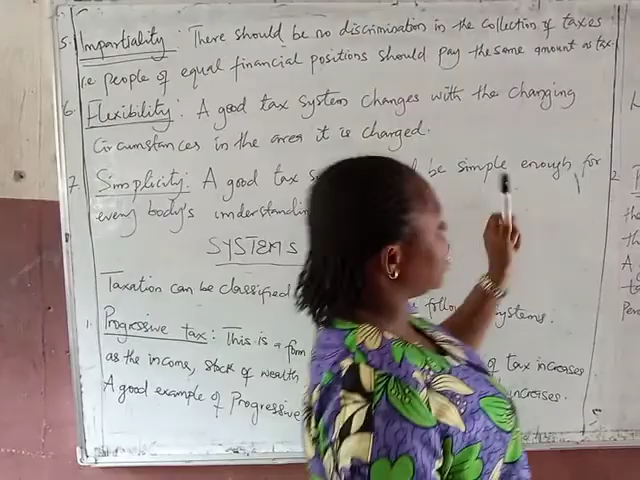 5. Impartiality: There should be no discrimination in the collection of taxes
i.e people of equal financial positions should pay the same amount as tax.
6. Flexibility: A good tax system changes with the changing
circumstances in the area it is changed.
7. Simplicity: A good tax be simple enough for
every body's
SYSTEMS
Taxation can be classified systems.
1. Progressive tax: This is a form of tax increases
as the income, stock of wealth increases.
A good example of Progressive
2.
the
A